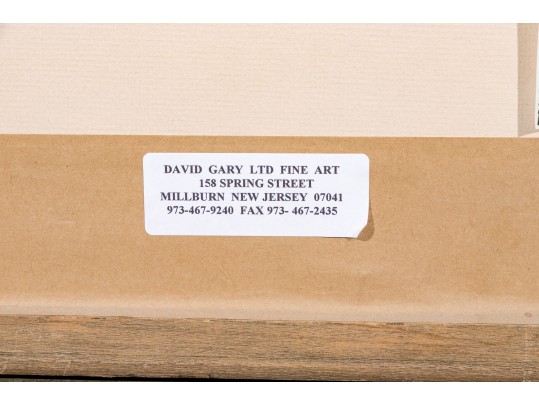 DAVID GARY LTD FINE ART
158 SPRING STREET
MILLBURN NEW JERSEY 07041
973-467-9240 FAX 973- 467-2435